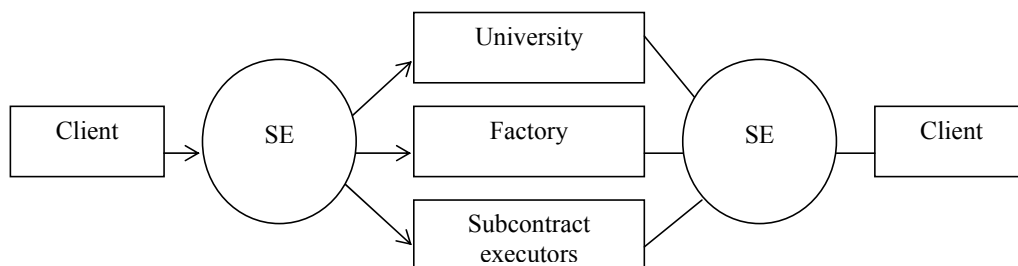 University
Client
SE
Factory
SE
Client
Subcontract
executors